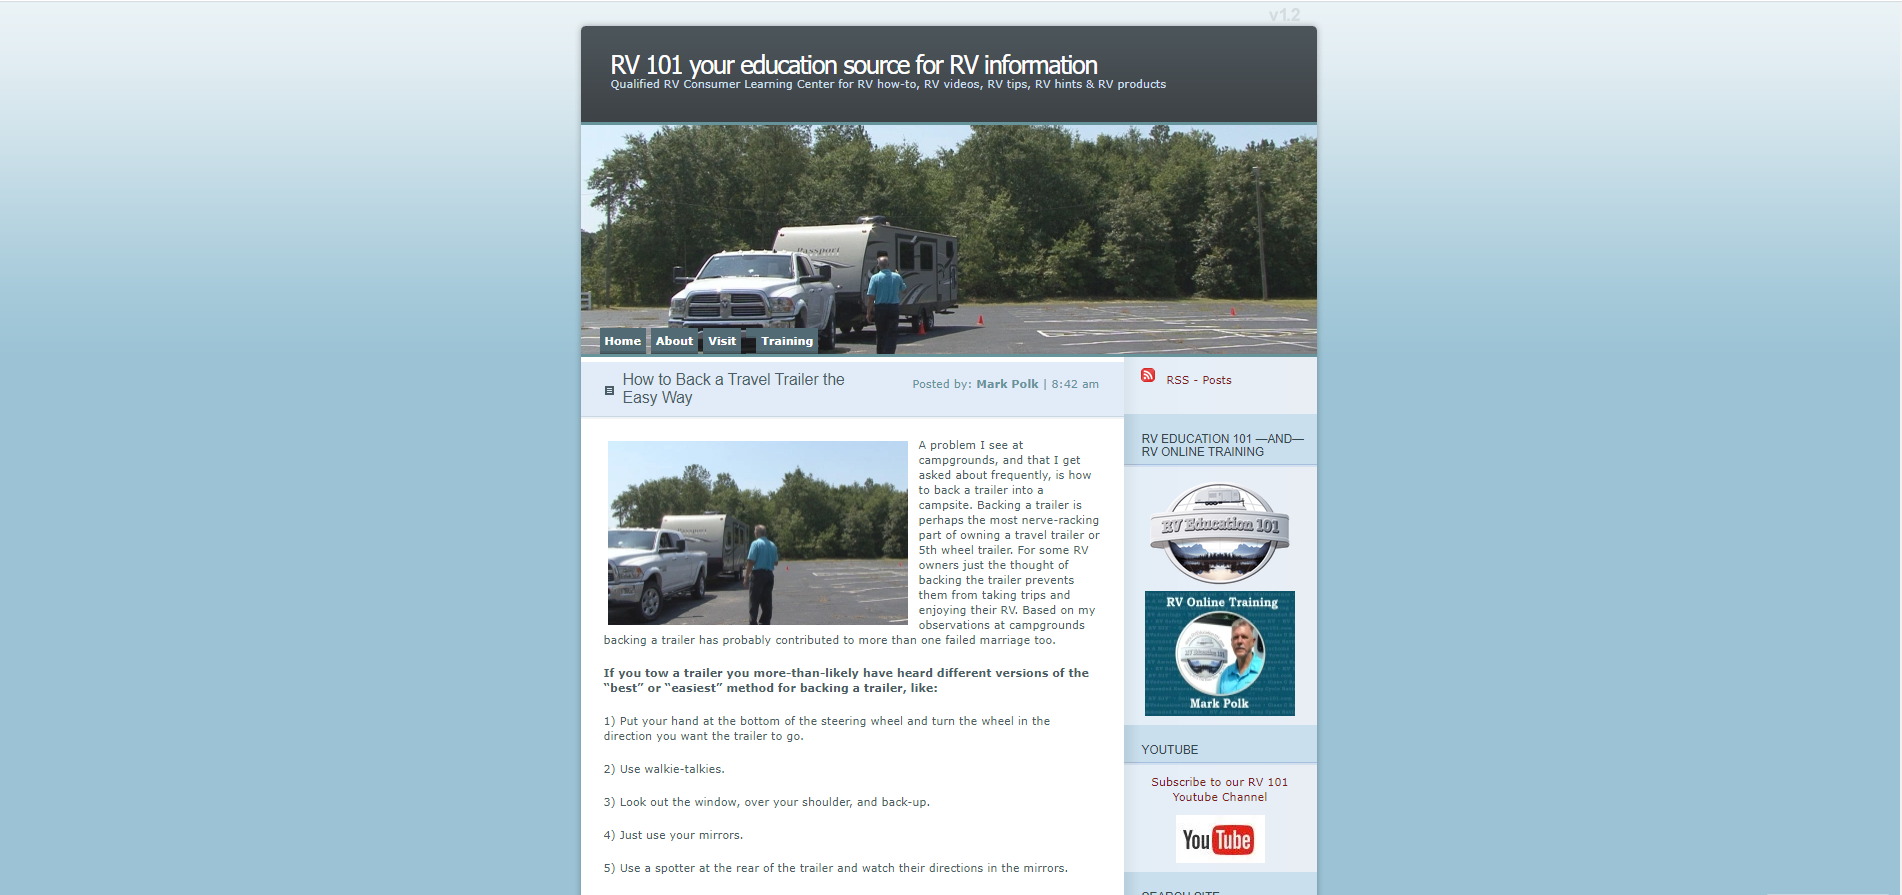 v1.2
RV 101 your education source for RV information
Qualified RV Consumer Learning Center for RV how-to, RV videos, RV tips, RV hints & RV products
Passport
Home About Visit Training
How to Back a Travel Trailer the
Easy Way
Posted by: Mark Polk | 8:42 am
A problem I see at
campgrounds, and that I get
asked about frequently, is how
to back a trailer into a
campsite. Backing a trailer is
perhaps the most nerve-racking
part of owning a travel trailer or
5th wheel trailer. For some RV
owners just the thought of
backing the trailer prevents
them from taking trips and
enjoying their RV. Based on my
observations at campgrounds
backing a trailer has probably contributed to more than one failed marriage too.
If you tow a trailer you more-than-likely have heard different versions of the
“best” or “easiest” method for backing a trailer, like:
1) Put your hand at the bottom of the steering wheel and turn the wheel in the
direction you want the trailer to go.
2) Use walkie-talkies.
3) Look out the window, over your shoulder, and back-up.
4) Just use your mirrors.
5) Use a spotter at the rear of the trailer and watch their directions in the mirrors.
RSS - Posts
RV EDUCATION 101 —AND—
RV ONLINE TRAINING
RV Education 101
RV Online Training
RV Education 101
Mark Polk
YOUTUBE
Subscribe to our RV 101
Youtube Channel
YouTube
SEARCH SITE